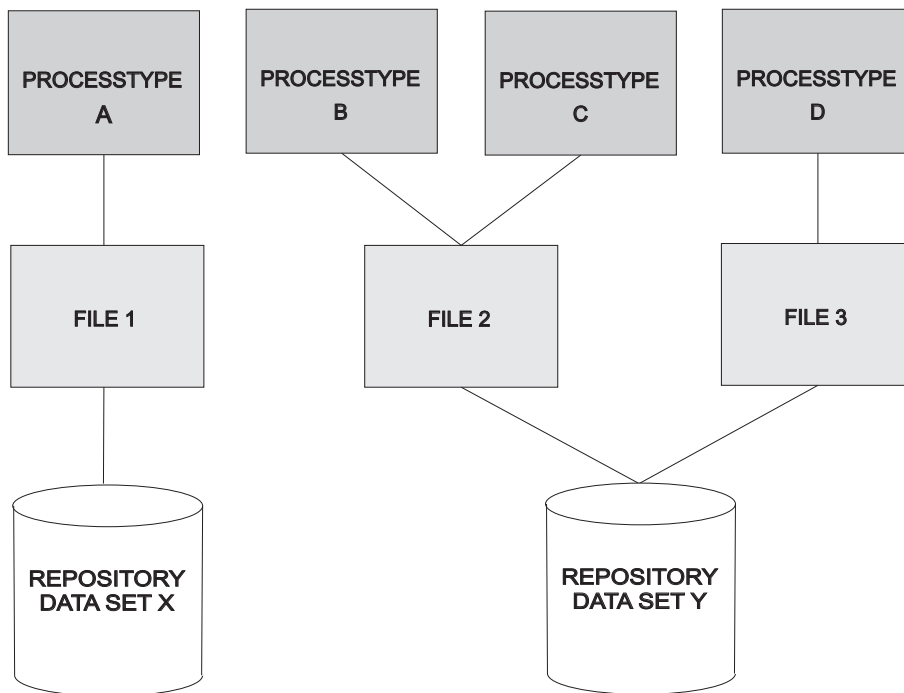 PROCESSTYPE
A
PROCESSTYPE
B
PROCESSTYPE
C
PROCESSTYPE
D
FILE 1
FILE 2
FILE 3
REPOSITORY
DATA SET X
REPOSITORY
DATA SET Y